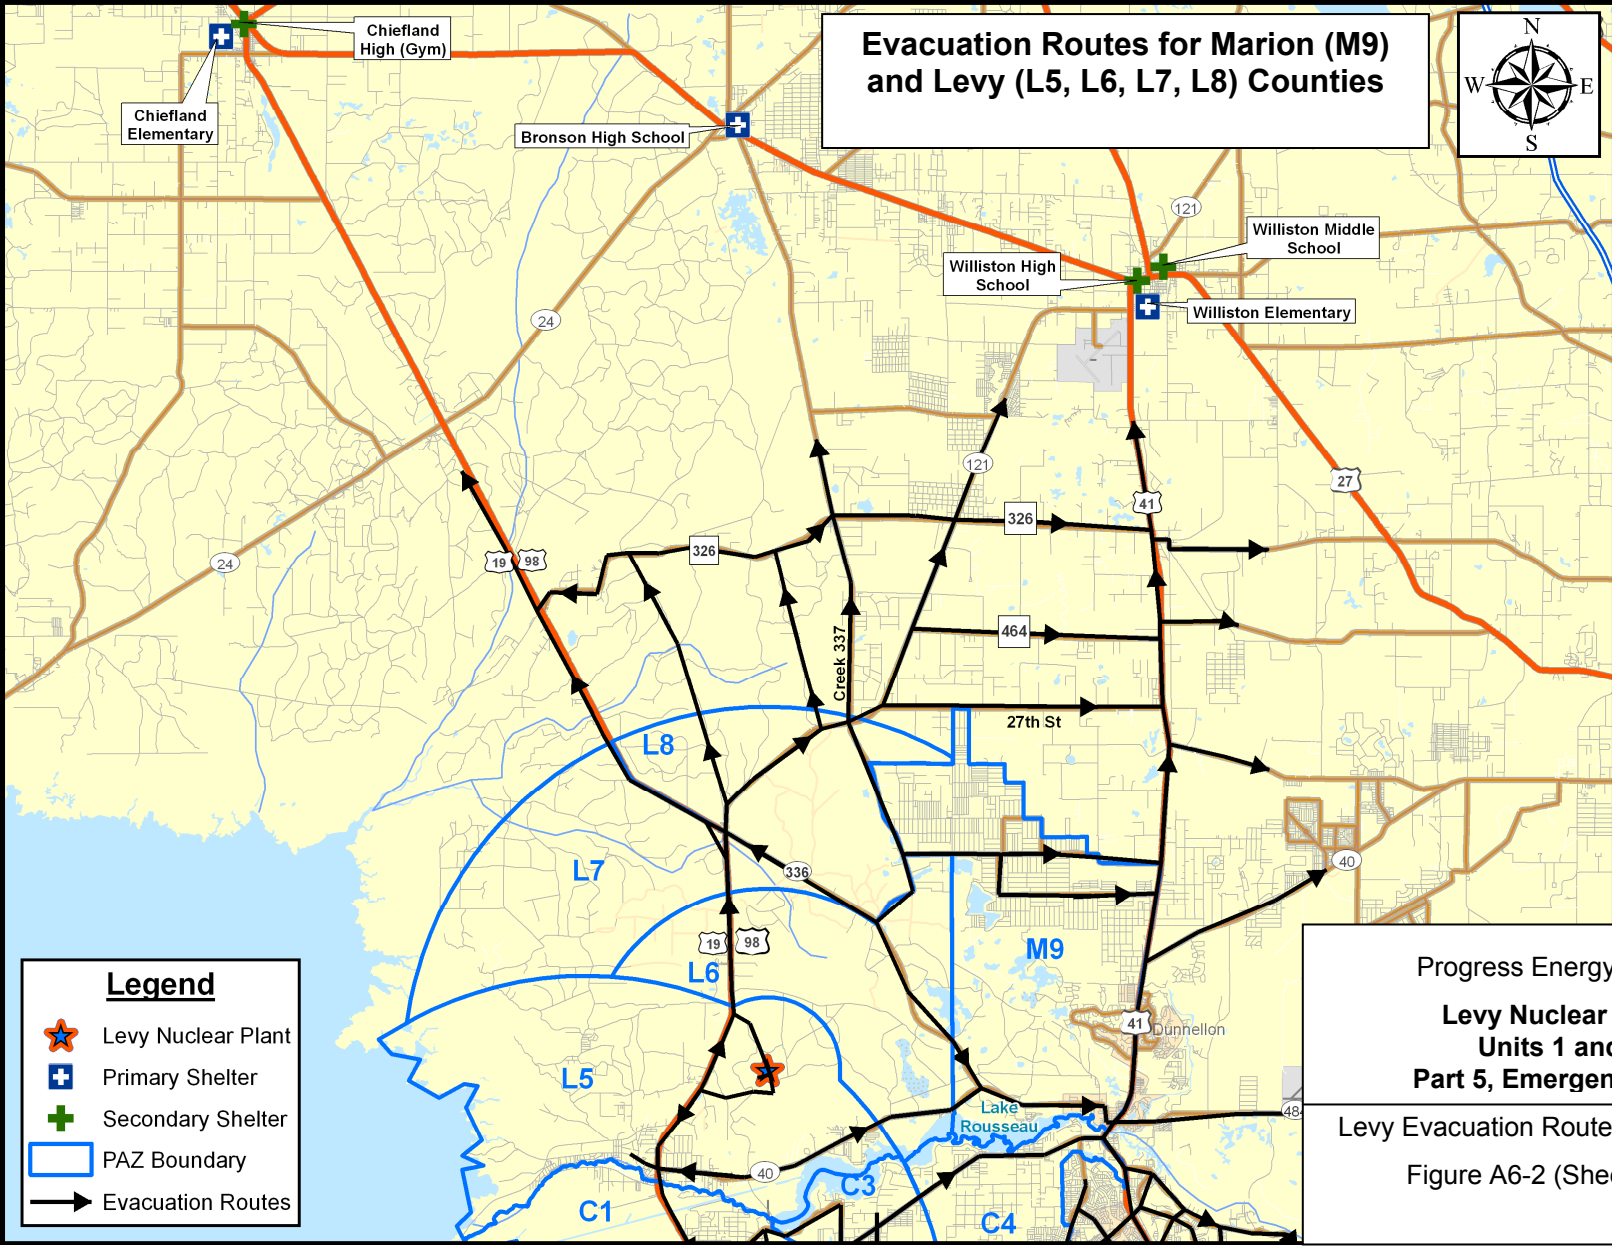 Evacuation Routes for Marion (M9)
and Levy (L5, L6, L7, L8) Counties
N
W
E
S
Chiefland
High (Gym)
Chiefland
Elementary
Bronson High School
121
Williston Middle
School
Williston High
School
Williston Elementary
24
121
27
41
326
19
98
326
24
464
Creek 337
27th St
L8
L7
336
40
19
98
M9
L6
41
Dunnellon
L5
Lake
Rousseau
484
40
C3
C1
C4
Legend
Levy Nuclear Plant
Primary Shelter
Secondary Shelter
PAZ Boundary
Evacuation Routes
Progress Energy
Levy Nuclear
Units 1 and
Part 5, Emergen
Levy Evacuation Route
Figure A6-2 (Shee